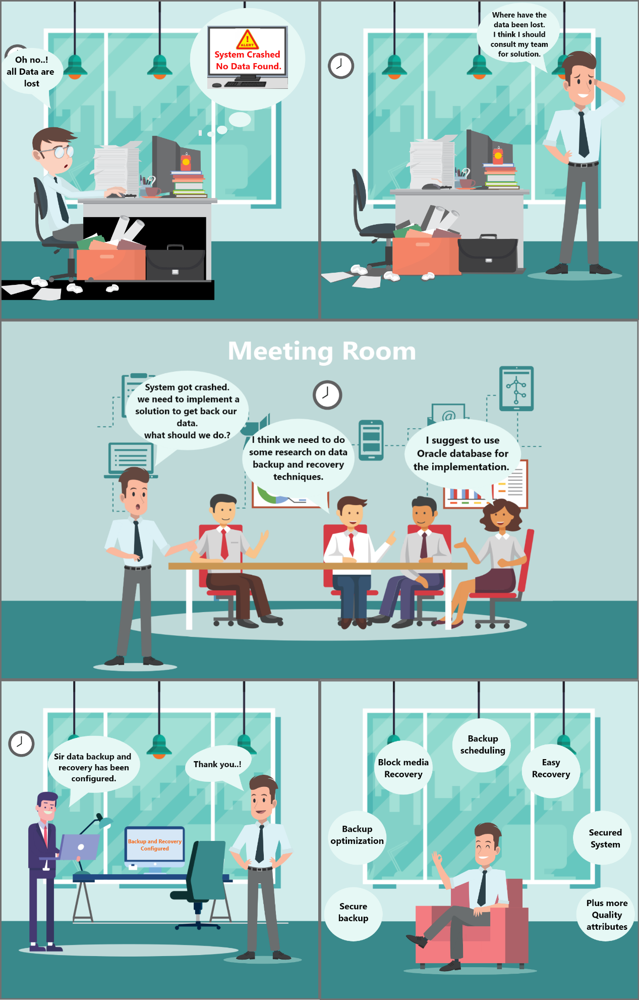 Oh no..!
all Data are
lost
ALERT
System Crashed
No Data Found.
Where have the
data been lost.
I think I should
consult my team
for solution.
Meeting Room
System got crashed.
we need to implement a
solution to get back our
data.
what should we do.?
I think we need to do
some research on data
backup and recovery
techniques.
@
I suggest to use
Oracle database for
the implementation.
Sir data backup and
recovery has been
configured.
Thank you..!
Backup and Recovery
Configured
Backup
scheduling
Block media
Recovery
Easy
Recovery
Backup
optimization
Secured
System
Secure
backup
Plus more
Quality
attributes